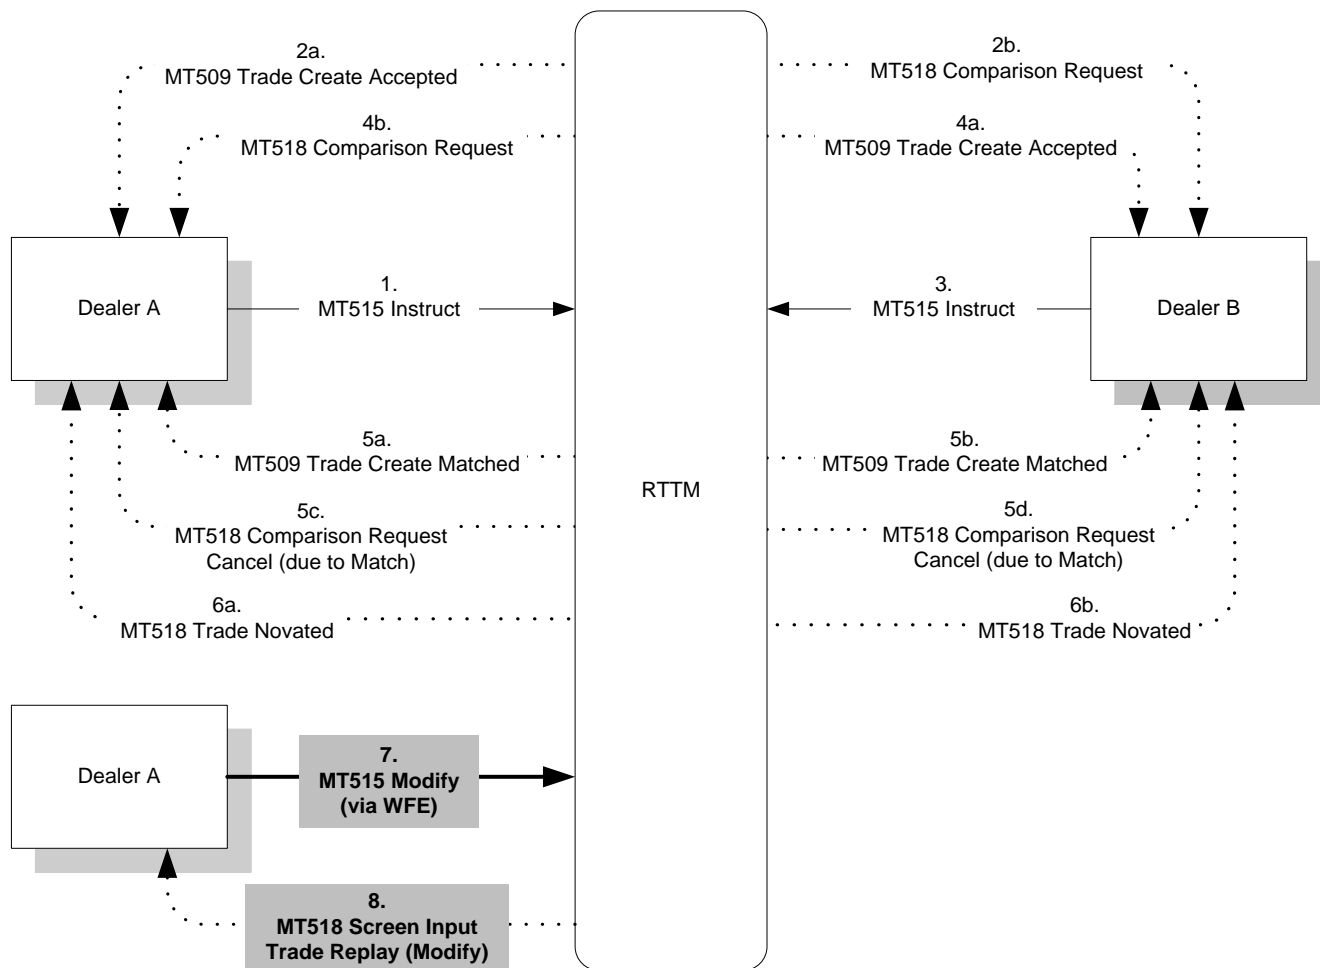 2a.
MT509 Trade Create Accepted
2b.
MT518 Comparison Request
4b.
MT518 Comparison Request
4a.
MT509 Trade Create Accepted
Dealer A
1.
MT515 Instruct
3.
MT515 Instruct
Dealer B
5a.
MT509 Trade Create Matched
5b.
MT509 Trade Create Matched
RTTM
5c.
MT518 Comparison Request
Cancel (due to Match)
5d.
MT518 Comparison Request
Cancel (due to Match)
6a.
MT518 Trade Novated
6b.
MT518 Trade Novated
Dealer A
7.
MT515 Modify
(via WFE)
8.
MT518 Screen Input
Trade Replay (Modify)